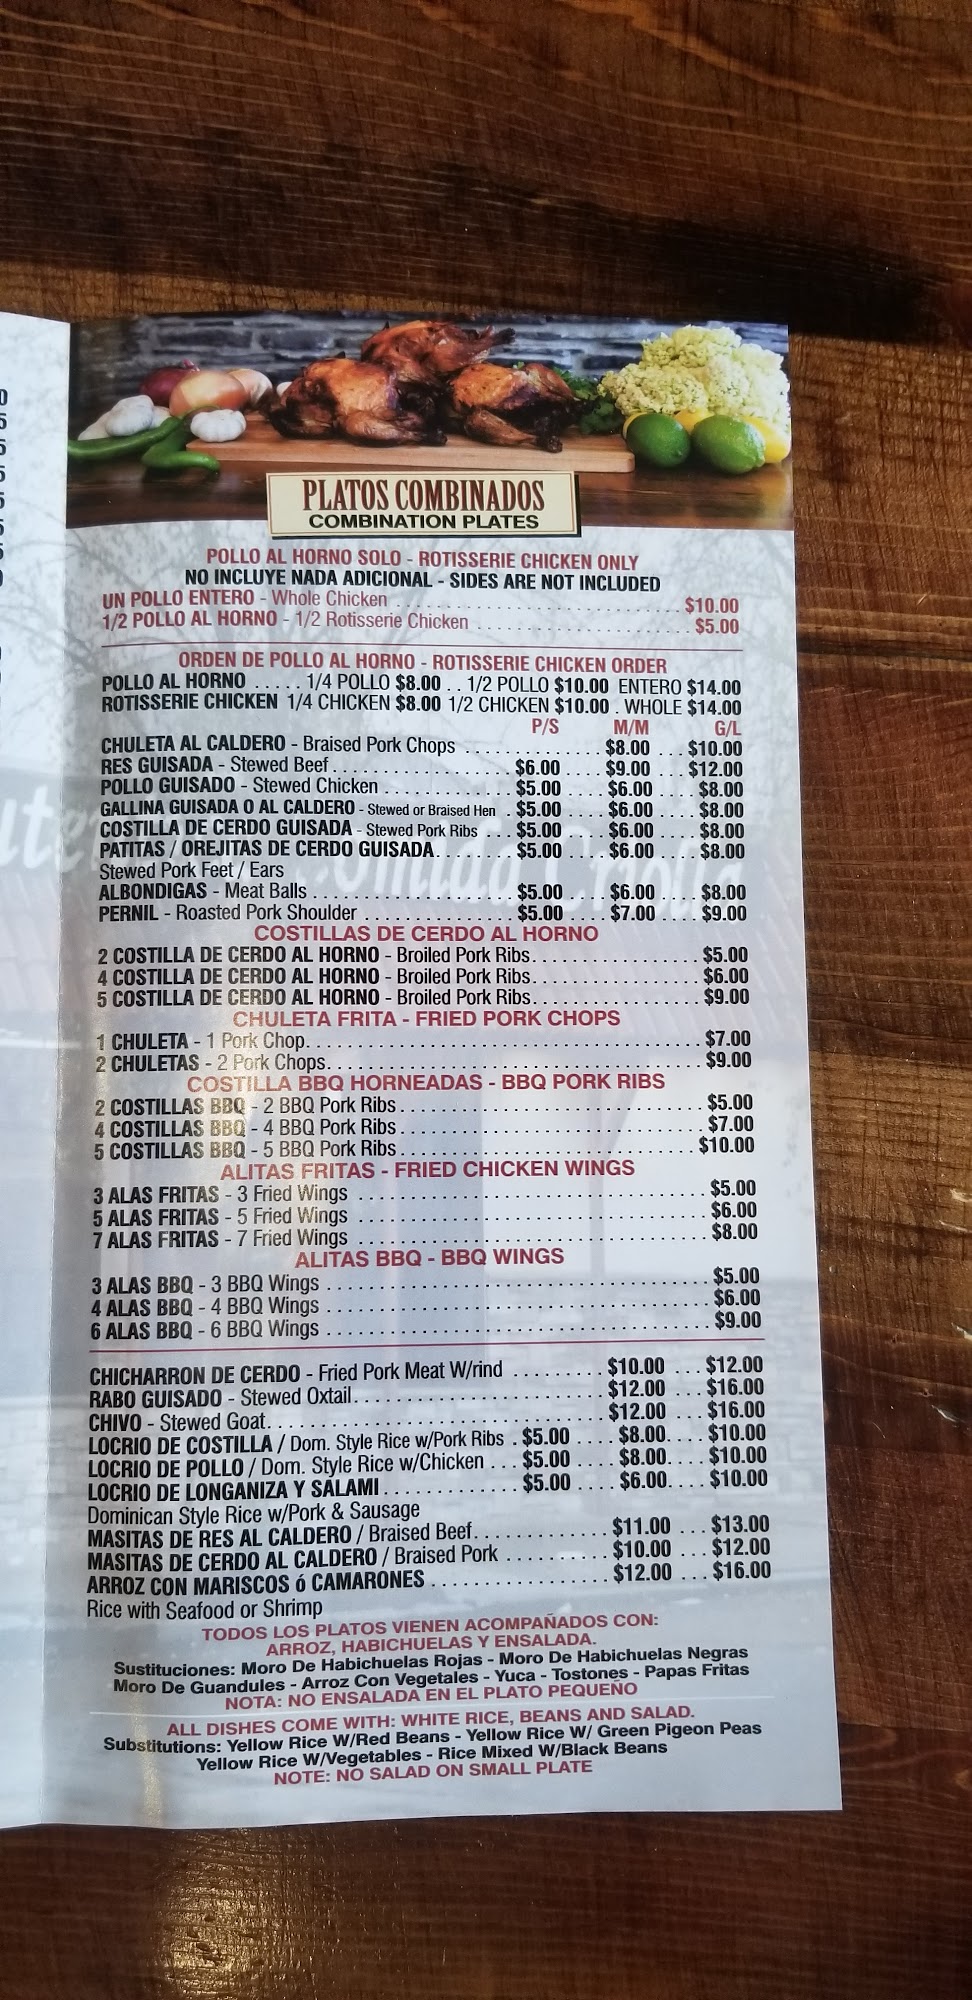 PLATOS COMBINADOS
COMBINATION PLATES
POLLO AL HORNO SOLO - ROTISSERIE CHICKEN ONLY
NO INCLUYE NADA ADICIONAL - SIDES ARE NOT INCLUDED
UN POLLO ENTERO - Whole Chicken $10.00
1/2 POLLO AL HORNO - 1/2 Rotisserie Chicken $5.00
ORDEN DE POLLO AL HORNO - ROTISSERIE CHICKEN ORDER
POLLO AL HORNO ..... 1/4 POLLO $8.00 .. 1/2 POLLO $10.00 ENTERO $14.00
ROTISSERIE CHICKEN 1/4 CHICKEN $8.00 1/2 CHICKEN $10.00 . WHOLE $14.00
P/S M/M G/L
CHULETA AL CALDERO - Braised Pork Chops $8.00 ... $10.00
RES GUISADA - Stewed Beef $6.00 .... $9.00 ... $12.00
POLLO GUISADO - Stewed Chicken $5.00 .... $6.00 .... $8.00
GALLINA GUISADA O AL CALDERO - Stewed or Braised Hen . $5.00 .... $6.00 .... $8.00
COSTILLA DE CERDO GUISADA - Stewed Pork Ribs ... $5.00 .... $6.00 .... $8.00
PATITAS / OREJITAS DE CERDO GUISADA $5.00 .... $6.00 .... $8.00
Stewed Pork Feet / Ears
ALBONDIGAS - Meat Balls $5.00 .... $6.00 .... $8.00
PERNIL - Roasted Pork Shoulder $5.00 .... $7.00 .... $9.00
COSTILLAS DE CERDO AL HORNO
2 COSTILLA DE CERDO AL HORNO - Broiled Pork Ribs $5.00
4 COSTILLA DE CERDO AL HORNO - Broiled Pork Ribs $6.00
5 COSTILLA DE CERDO AL HORNO - Broiled Pork Ribs $9.00
CHULETA FRITA - FRIED PORK CHOPS
1 CHULETA - 1 Pork Chop $7.00
2 CHULETAS - 2 Pork Chops $9.00
COSTILLA BBQ HORNEADAS - BBQ PORK RIBS
2 COSTILLAS BBQ - 2 BBQ Pork Ribs $5.00
4 COSTILLAS BBQ - 4 BBQ Pork Ribs $7.00
5 COSTILLAS BBQ - 5 BBQ Pork Ribs $10.00
ALITAS FRITAS - FRIED CHICKEN WINGS
3 ALAS FRITAS - 3 Fried Wings $5.00
5 ALAS FRITAS - 5 Fried Wings $6.00
7 ALAS FRITAS - 7 Fried Wings $8.00
ALITAS BBQ - BBQ WINGS
3 ALAS BBQ - 3 BBQ Wings $5.00
4 ALAS BBQ - 4 BBQ Wings $6.00
6 ALAS BBQ - 6 BBQ Wings $9.00
CHICHARRON DE CERDO - Fried Pork Meat W/rind $10.00 ... $12.00
RABO GUISADO - Stewed Oxtail $12.00 ... $16.00
CHIVO - Stewed Goat $12.00 ... $16.00
LOCRIO DE COSTILLA / Dom. Style Rice w/Pork Ribs . $5.00 .... $8.00 .... $10.00
LOCRIO DE POLLO / Dom. Style Rice w/Chicken ... $5.00 .... $8.00 .... $10.00
LOCRIO DE LONGANIZA Y SALAMI $5.00 .... $6.00 .... $10.00
Dominican Style Rice w/Pork & Sausage
MASITAS DE RES AL CALDERO / Braised Beef $11.00 ... $13.00
MASITAS DE CERDO AL CALDERO / Braised Pork $10.00 ... $12.00
ARROZ CON MARISCOS ó CAMARONES $12.00 ... $16.00
Rice with Seafood or Shrimp
TODOS LOS PLATOS VIENEN ACOMPAÑADOS CON:
ARROZ, HABICHUELAS Y ENSALADA.
Sustituciones: Moro De Habichuelas Rojas - Moro De Habichuelas Negras
Moro De Guandules - Arroz Con Vegetales - Yuca - Tostones - Papas Fritas
NOTA: NO ENSALADA EN EL PLATO PEQUEÑO
ALL DISHES COME WITH: WHITE RICE, BEANS AND SALAD.
Substitutions: Yellow Rice W/Red Beans - Yellow Rice W/ Green Pigeon Peas
Yellow Rice W/Vegetables - Rice Mixed W/Black Beans
NOTE: NO SALAD ON SMALL PLATE